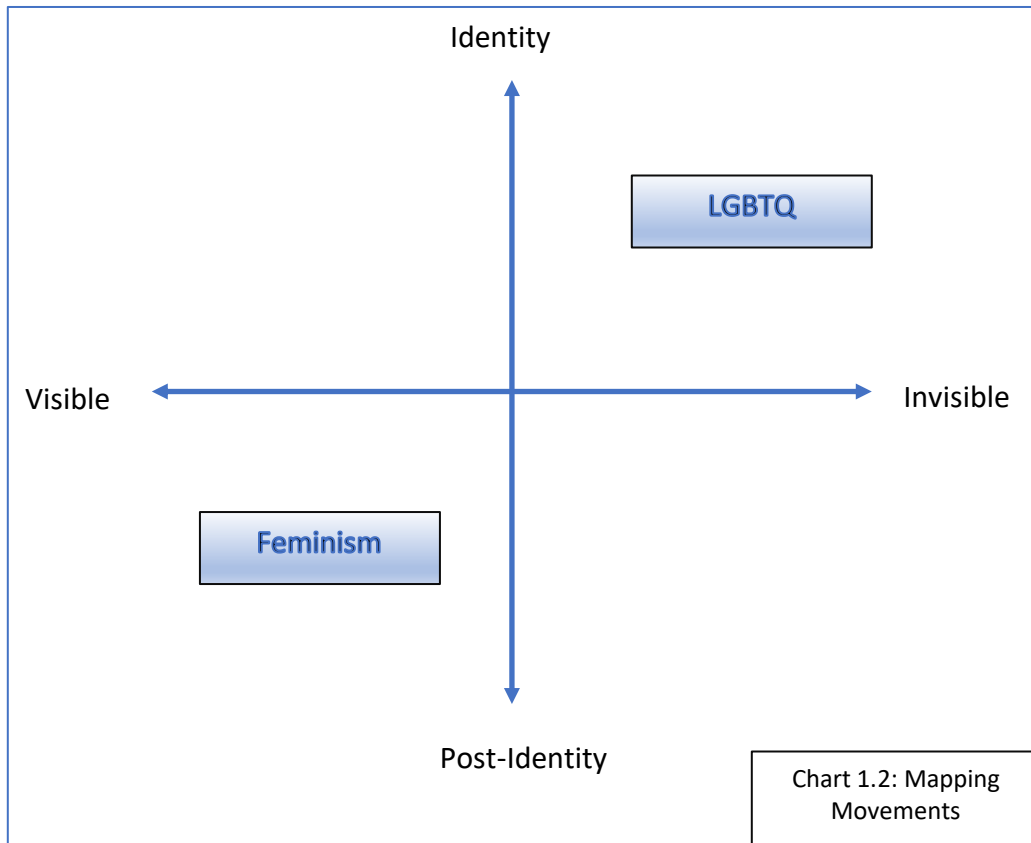 Identity
LGBTQ
Visible
Invisible
Feminism
Post-Identity
Chart 1.2: Mapping
Movements